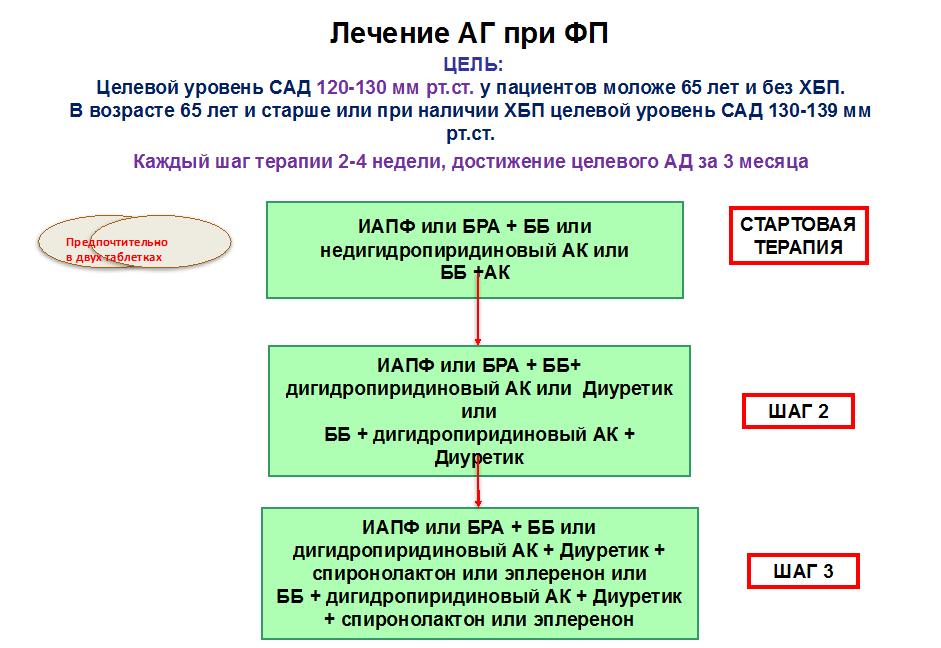 Лечение АГ при ФП
ЦЕЛЬ:
Целевой уровень САД 120-130 мм рт.ст. у пациентов моложе 65 лет и без ХБП.
В возрасте 65 лет и старше или при наличии ХБП целевой уровень САД 130-139 мм
рт.ст.
Каждый шаг терапии 2-4 недели, достижение целевого АД за 3 месяца
Предпочтительно
в двух таблетках
ИАПФ или БРА + ББ или
недигидропиридиновый АК или
ББ +АК
СТАРТОВАЯ
ТЕРАПИЯ
ИАПФ или БРА + ББ+
дигидропиридиновый АК или Диуретик
или
ББ + дигидропиридиновый АК +
Диуретик
ШАГ 2
ИАПФ или БРА + ББ или
дигидропиридиновый АК + Диуретик +
спиронолактон или эплеренон или
ББ + дигидропиридиновый АК + Диуретик
+ спиронолактон или эплеренон
ШАГ 3